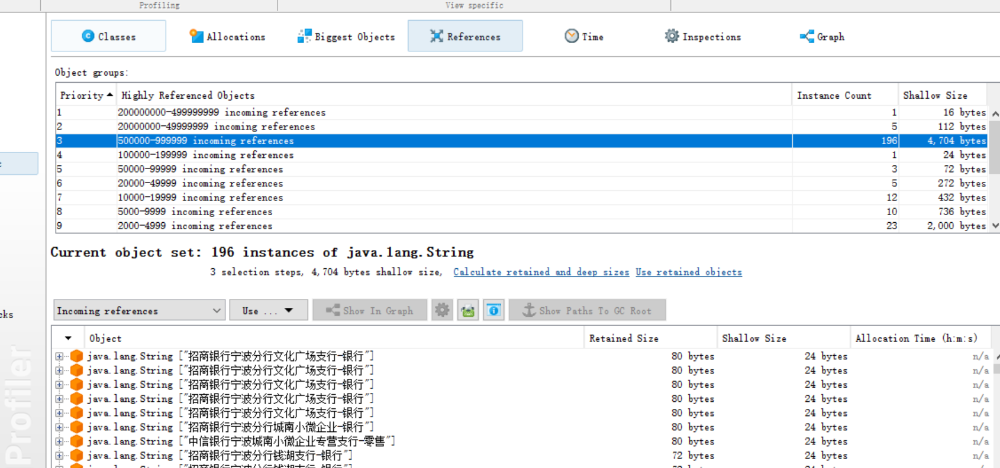 Profiling View specific
Classes Allocations Biggest Objects References Time Inspections Graph
Object groups:
Priority Highly Referenced Objects Instance Count Shallow Size
1 200000000-499999999 incoming references 1 16 bytes
2 20000000-49999999 incoming references 5 112 bytes
3 500000-999999 incoming references 196 4,704 bytes
4 100000-199999 incoming references 1 24 bytes
5 50000-99999 incoming references 3 72 bytes
6 20000-49999 incoming references 5 272 bytes
7 10000-19999 incoming references 12 432 bytes
8 5000-9999 incoming references 10 736 bytes
9 2000-4999 incoming references 23 2,000 bytes
Current object set: 196 instances of java.lang.String
3 selection steps, 4,704 bytes shallow size, Calculate retained and deep sizes Use retained objects
Incoming references Use ... Show In Graph Show Paths To GC Root
cks
Object Retained Size Shallow Size Allocation Time (h:m:s)
java.lang.String ["招商银行宁波分行文化广场支行-银行"] 80 bytes 24 bytes n/a
java.lang.String ["招商银行宁波分行文化广场支行-银行"] 80 bytes 24 bytes n/a
java.lang.String ["招商银行宁波分行文化广场支行-银行"] 80 bytes 24 bytes n/a
java.lang.String ["招商银行宁波分行文化广场支行-银行"] 80 bytes 24 bytes n/a
java.lang.String ["招商银行宁波分行文化广场支行-银行"] 80 bytes 24 bytes n/a
java.lang.String ["招商银行宁波分行城南小微企业-银行"] 80 bytes 24 bytes n/a
java.lang.String ["中信银行宁波城南小微企业专营支行-零售"] 80 bytes 24 bytes n/a
java.lang.String ["招商银行宁波分行钱湖支行-银行"] 72 bytes 24 bytes n/a
Profiler